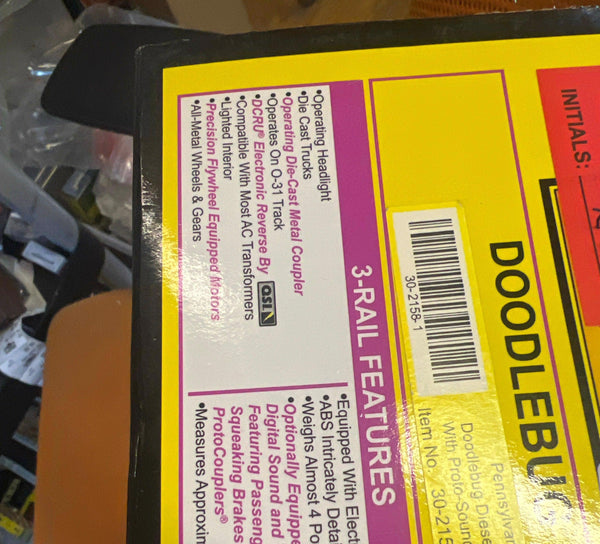 INITIALS:
DOODLEBUG
30-2158-1
Pennsylvan
Doodlebug Diese
With Proto-Sound
Item No. 30-215
3-RAIL FEATURES
•Operating Headlight
•Die Cast Trucks
•Operating Die-Cast Metal Coupler
•Operates On O-31 Track
•DCRU® Electronic Reverse By QSI
•Compatible With Most AC Transformers
•Lighted Interior
•Precision Flywheel Equipped Motors
•All-Metal Wheels & Gears
•Equipped With Elect
•ABS Intricately Detai
•Weighs Almost 4 Po
•Optionally Equippe
Digital Sound and
Featuring Passeng
Squeaking Brakes
ProtoCouplers®
•Measures Approxim